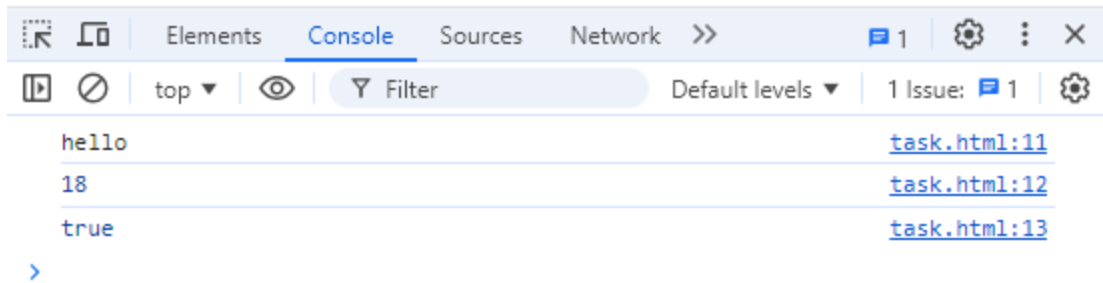 Elements Console Sources Network 1
top Filter Default levels 1 Issue: 1
hello task.html:11
18 task.html:12
true task.html:13